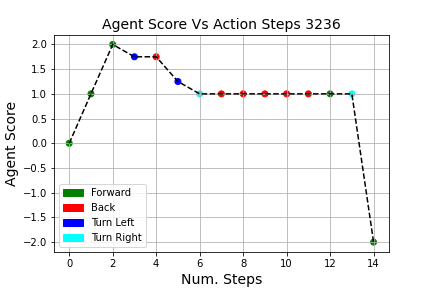 Agent Score Vs Action Steps 3236
2.0
1.5
1.0
0.5
0.0
−0.5
−1.0
−1.5
−2.0
Agent Score
Forward
Back
Turn Left
Turn Right
0 2 4 6 8 10 12 14
Num. Steps